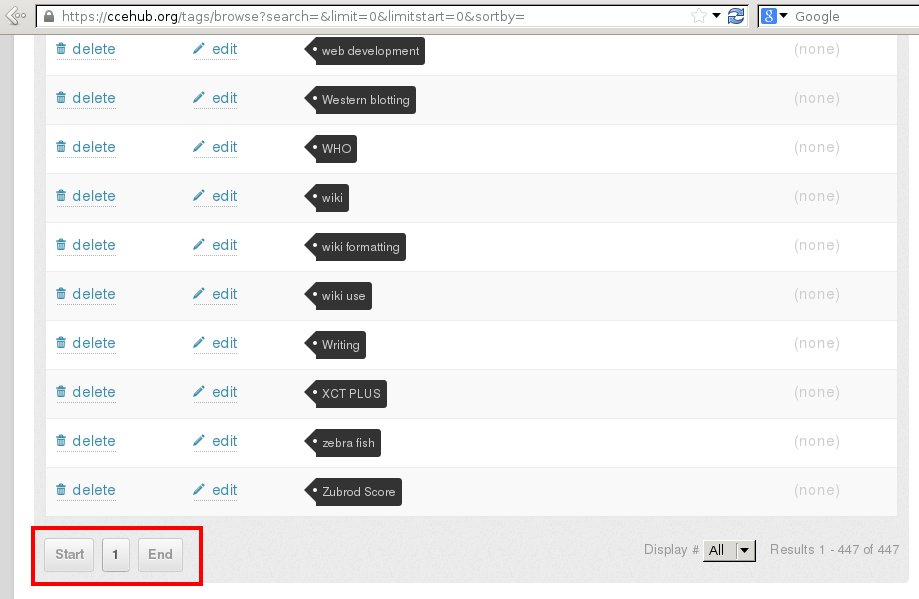 https://ccehub.org/tags/browse?search=&limit=0&limitstart=0&sortby= 8 Google
delete edit web development (none)
delete edit Western blotting (none)
delete edit WHO (none)
delete edit wiki (none)
delete edit wiki formatting (none)
delete edit wiki use (none)
delete edit Writing (none)
delete edit XCT PLUS (none)
delete edit zebra fish (none)
delete edit Zubrod Score (none)
Start 1 End Display # All Results 1 - 447 of 447